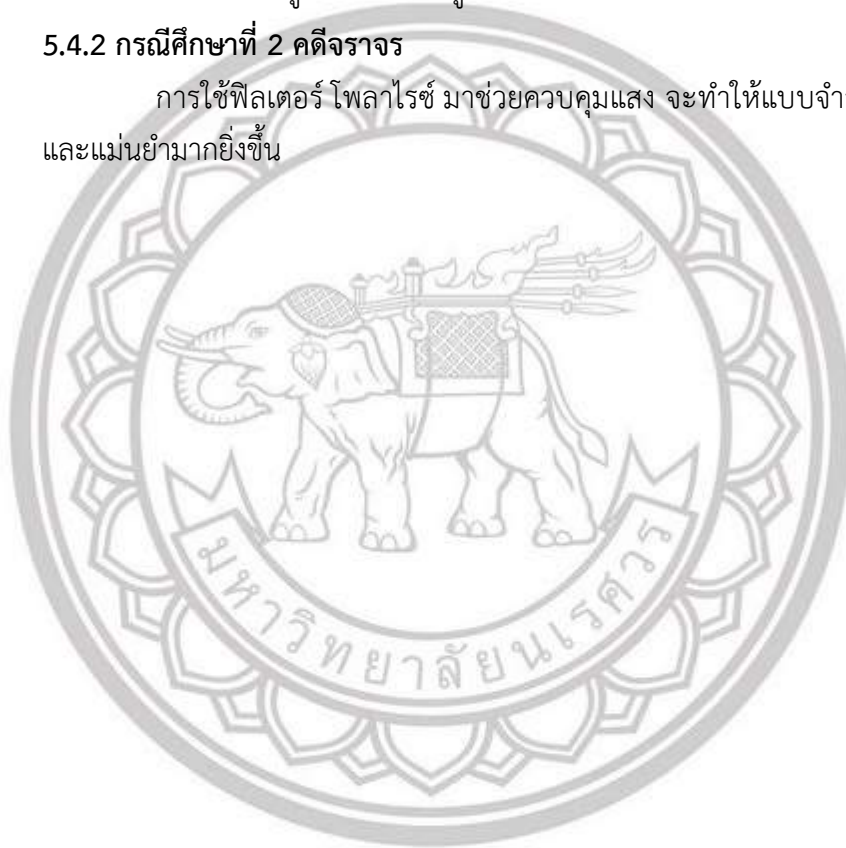 5.4.2 กรณีศึกษาที่ 2 คดีจราจร
การใช้ฟิลเตอร์ โพลาไรซ์ มาช่วยควบคุมแสง จะทำให้แบบจำ
และแม่นยำมากยิ่งขึ้น
มหาวิทยาลัยนเรศวร